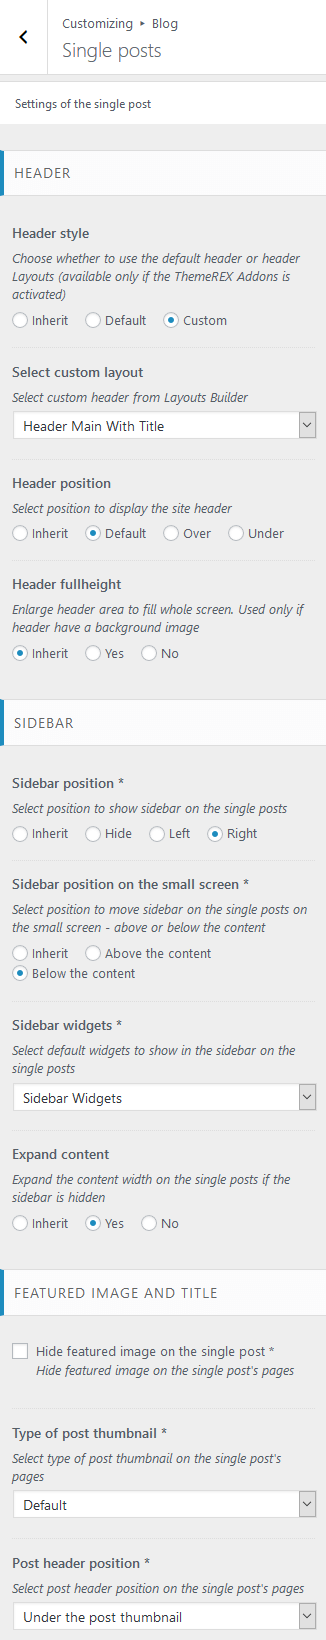 Customizing ▸ Blog
Single posts
Settings of the single post
HEADER
Header style
Choose whether to use the default header or header
Layouts (available only if the ThemeREX Addons is
activated)
Inherit Default Custom
Select custom layout
Select custom header from Layouts Builder
Header Main With Title
Header position
Select position to display the site header
Inherit Default Over Under
Header fullheight
Enlarge header area to fill whole screen. Used only if
header have a background image
Inherit Yes No
SIDEBAR
Sidebar position *
Select position to show sidebar on the single posts
Inherit Hide Left Right
Sidebar position on the small screen *
Select position to move sidebar on the single posts on
the small screen - above or below the content
Inherit Above the content
Below the content
Sidebar widgets *
Select default widgets to show in the sidebar on the
single posts
Sidebar Widgets
Expand content
Expand the content width on the single posts if the
sidebar is hidden
Inherit Yes No
FEATURED IMAGE AND TITLE
Hide featured image on the single post *
Hide featured image on the single post's pages
Type of post thumbnail *
Select type of post thumbnail on the single post's
pages
Default
Post header position *
Select post header position on the single post's pages
Under the post thumbnail